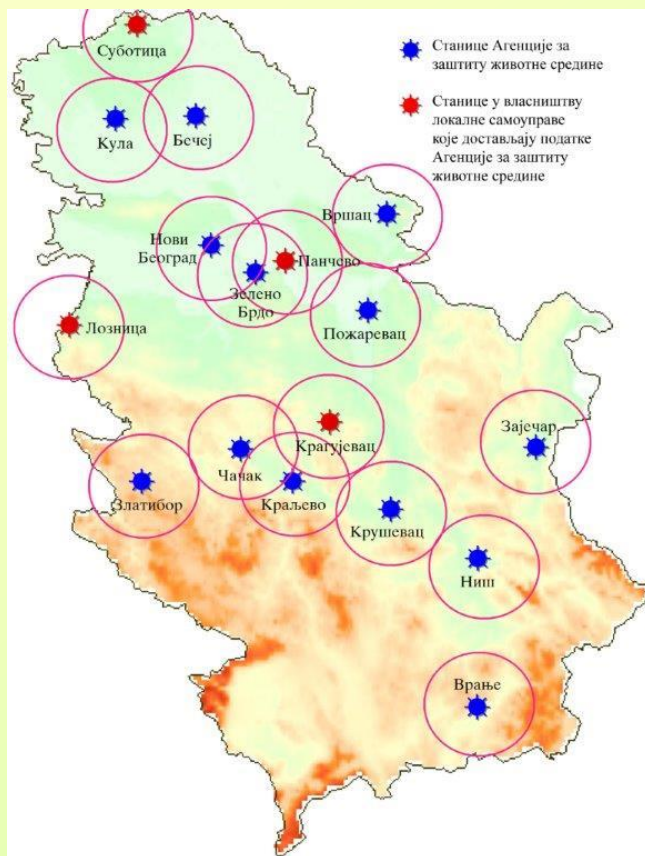 Суботица
Станице Агенције за
заштиту животне средине
Станице у власништву
локалне самоуправе
које достављају податке
Агенције за заштиту
животне средине
Кула
Бечеј
Вршац
Нови
Београд
Панчево
Зелено
Брдо
Лозница
Пожаревац
Крагујевац
Зајечар
Чачак
Златибор
Краљево
Крушевац
Ниш
Врање